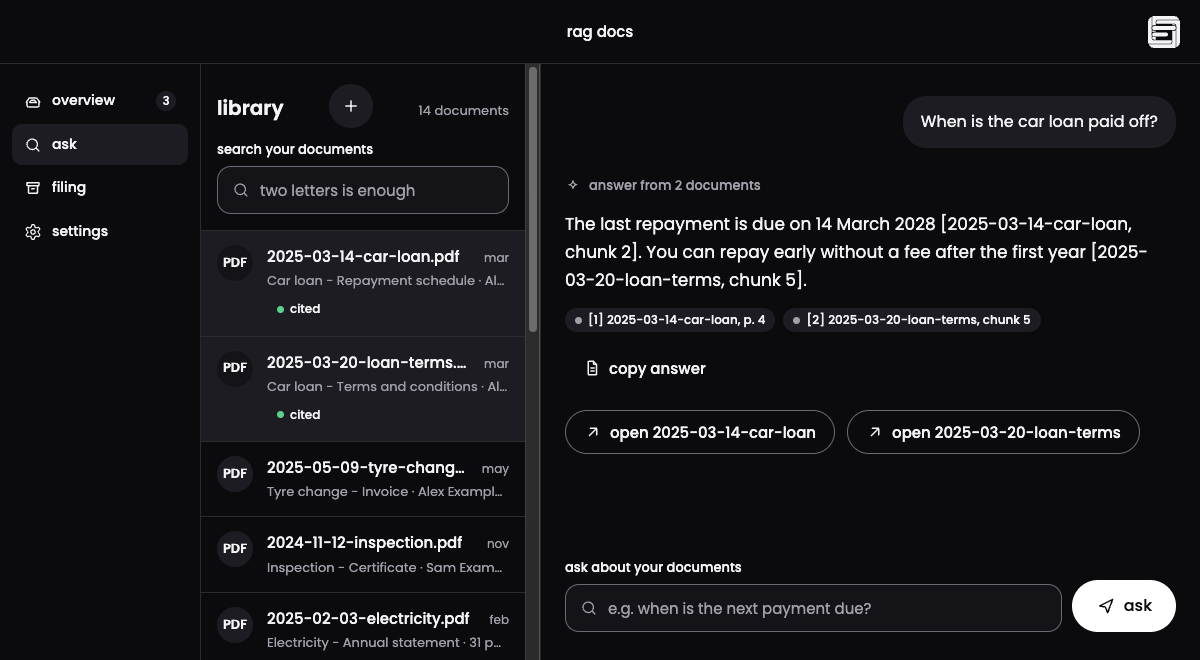 rag docs
overview 3
ask
filing
settings
library
+
14 documents
search your documents
two letters is enough
PDF
2025-03-14-car-loan.pdf mar
Car loan - Repayment schedule · Al...
cited
PDF
2025-03-20-loan-terms.... mar
Car loan - Terms and conditions · Al...
cited
PDF
2025-05-09-tyre-chang... may
Tyre change - Invoice · Alex Exampl...
PDF
2024-11-12-inspection.pdf nov
Inspection - Certificate · Sam Exam...
PDF
2025-02-03-electricity.pdf feb
Electricity - Annual statement · 31 p...
When is the car loan paid off?
answer from 2 documents
The last repayment is due on 14 March 2028 [2025-03-14-car-loan,
chunk 2]. You can repay early without a fee after the first year [2025-
03-20-loan-terms, chunk 5].
[1] 2025-03-14-car-loan, p. 4
[2] 2025-03-20-loan-terms, chunk 5
copy answer
open 2025-03-14-car-loan
open 2025-03-20-loan-terms
ask about your documents
e.g. when is the next payment due?
ask